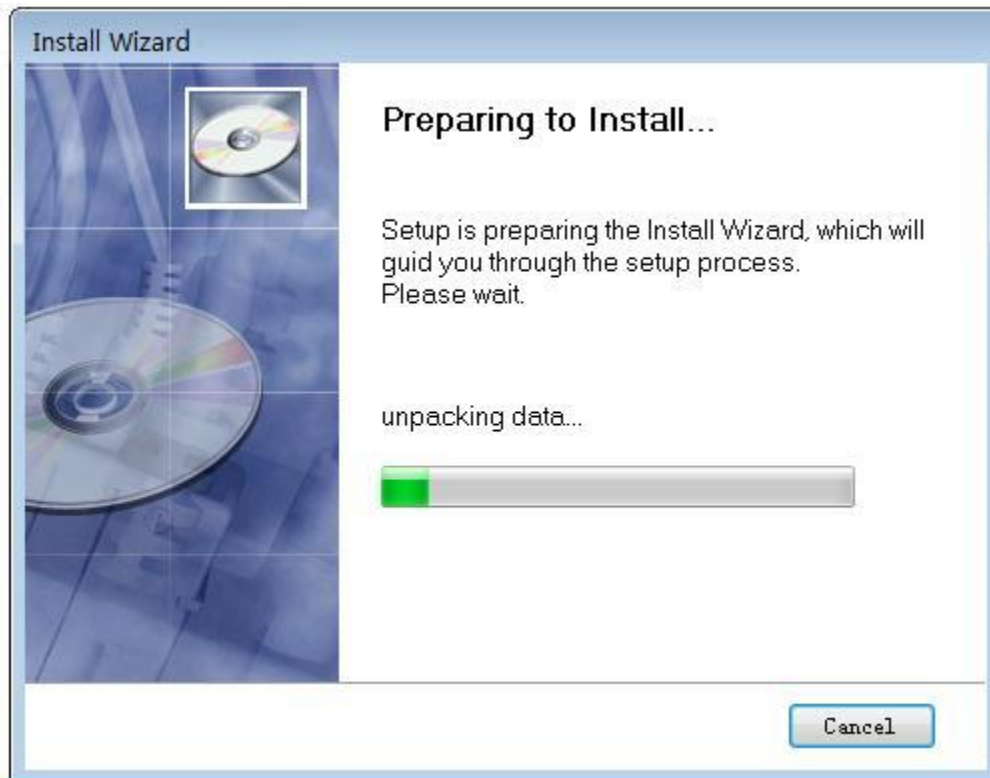 Install Wizard
Preparing to Install...
Setup is preparing the Install Wizard, which will
guid you through the setup process.
Please wait.
unpacking data...
Cancel